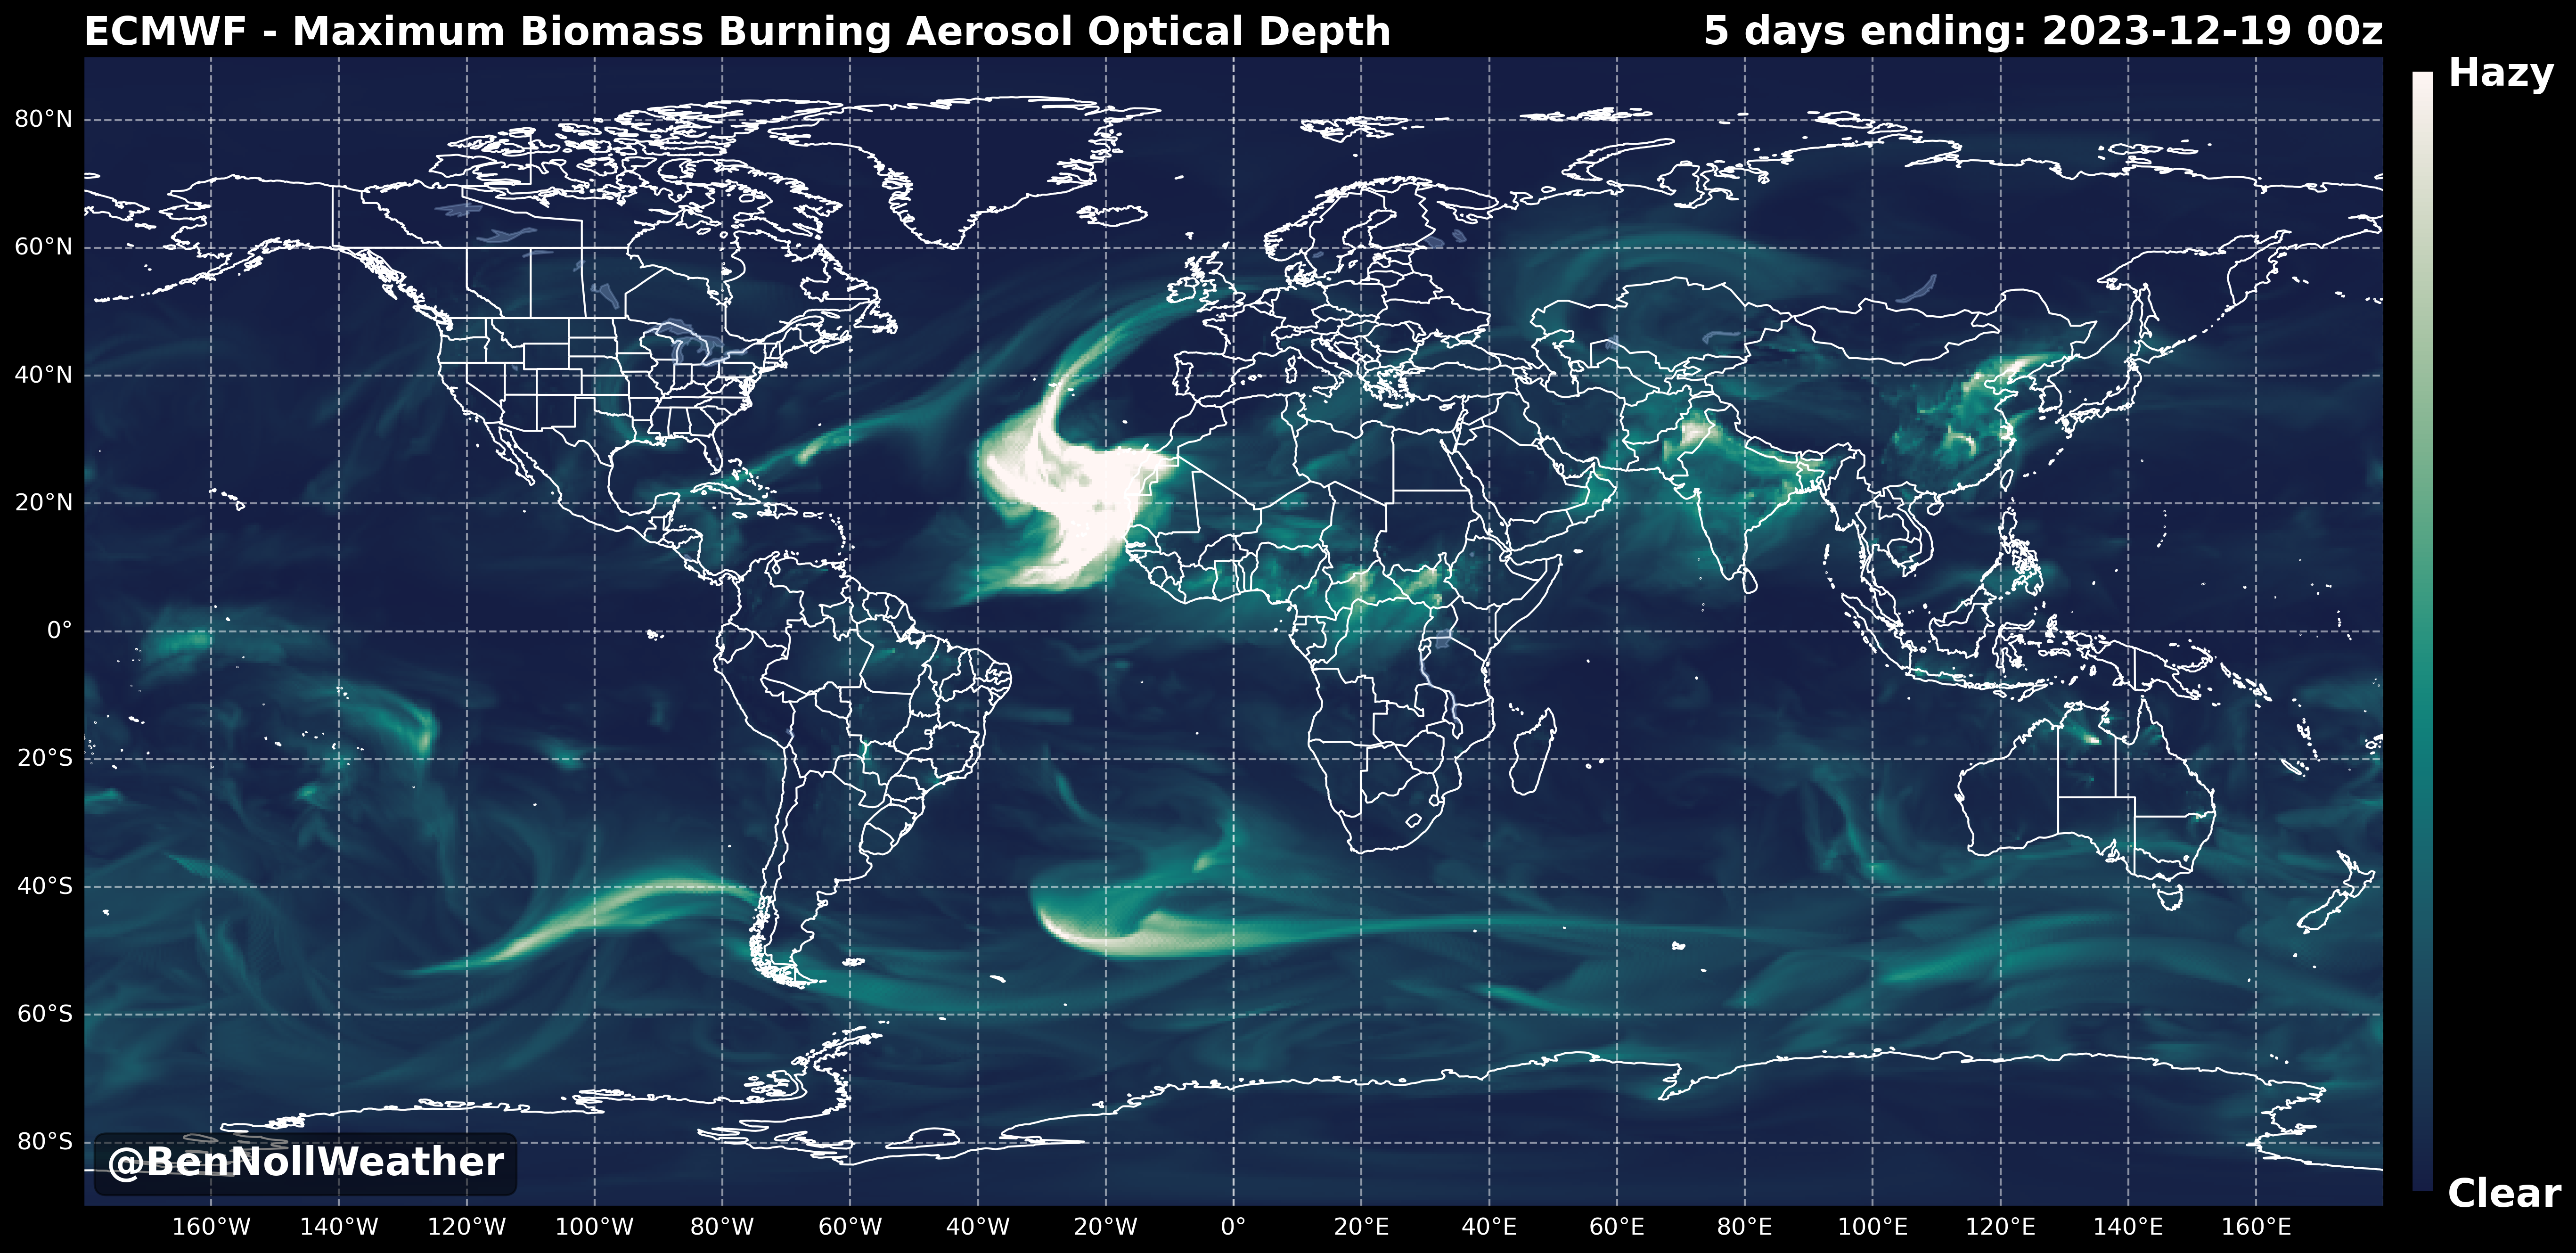 ECMWF - Maximum Biomass Burning Aerosol Optical Depth
5 days ending: 2023-12-19 00z
Hazy
80°N
60°N
40°N
20°N
0°
20°S
40°S
60°S
80°S
@BenNollWeather
Clear
160°W 140°W 120°W 100°W 80°W 60°W 40°W 20°W 0° 20°E 40°E 60°E 80°E 100°E 120°E 140°E 160°E